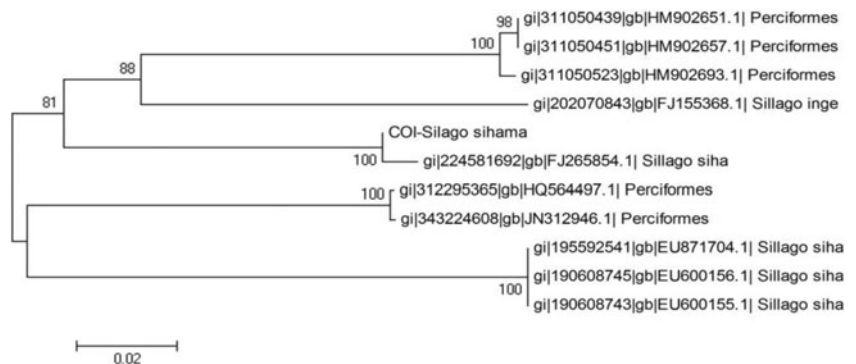 98
gi|311050439|gb|HM902651.1| Perciformes
100
gi|311050451|gb|HM902657.1| Perciformes
88
gi|311050523|gb|HM902693.1| Perciformes
81
gi|202070843|gb|FJ155368.1| Sillago inge
COI-Silago sihama
100
gi|224581692|gb|FJ265854.1| Sillago siha
100
gi|312295365|gb|HQ564497.1| Perciformes
gi|343224608|gb|JN312946.1| Perciformes
gi|195592541|gb|EU871704.1| Sillago siha
gi|190608745|gb|EU600156.1| Sillago siha
100
gi|190608743|gb|EU600155.1| Sillago siha
0.02